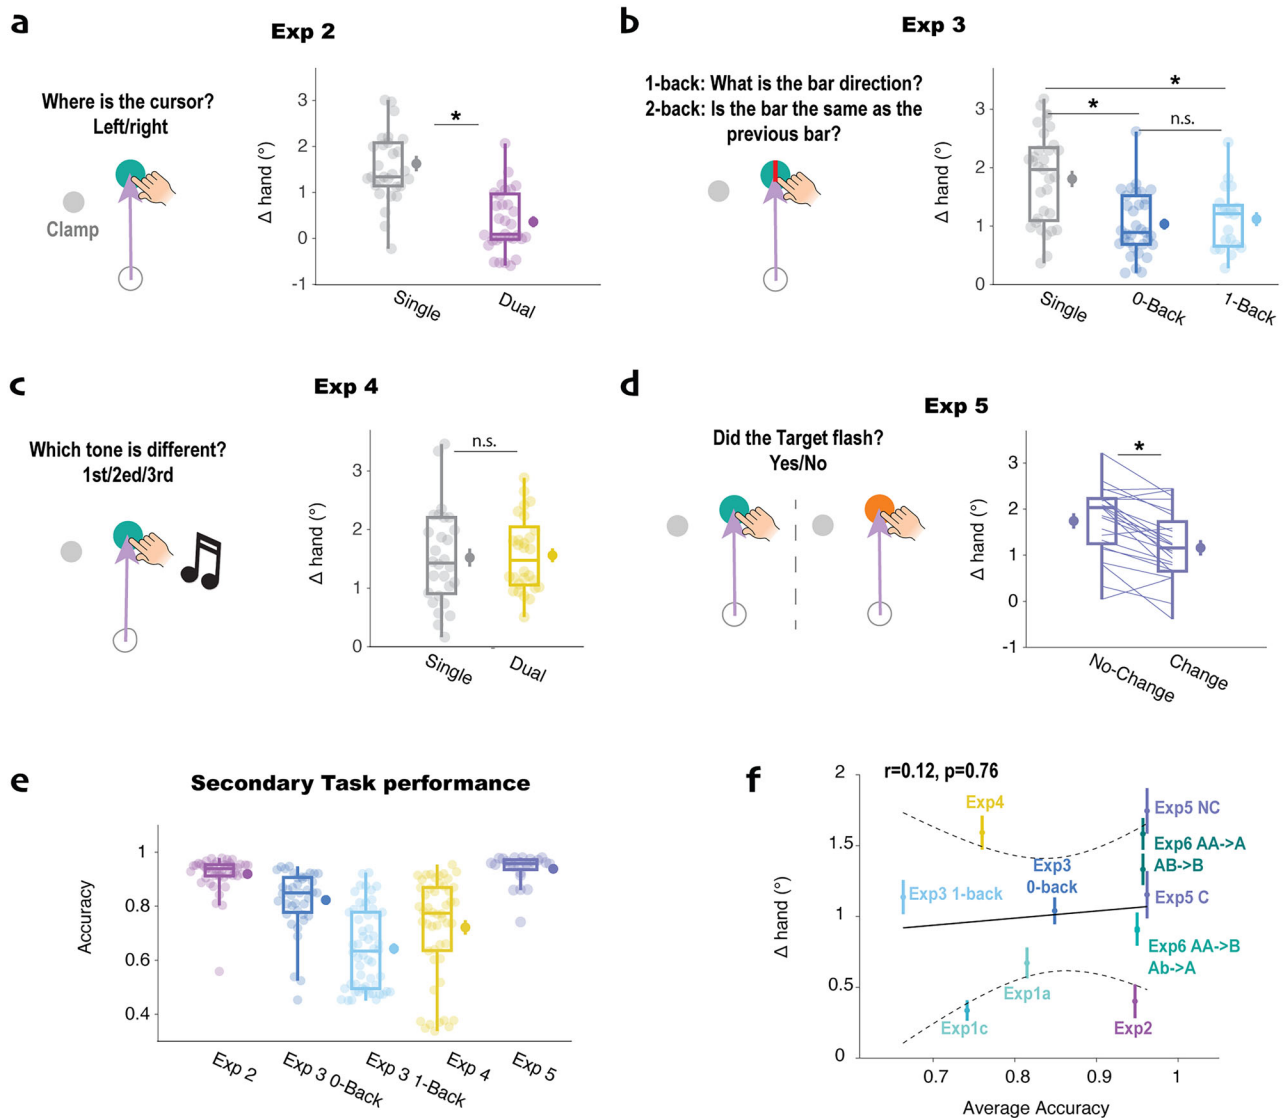 a
Exp 2
Where is the cursor?
Left/right
Clamp
Δ hand (°)
3
2
1
0
-1
Single
Dual
*
b
Exp 3
1-back: What is the bar direction?
2-back: Is the bar the same as the
previous bar?
Δ hand (°)
3
2
1
0
*
*
n.s.
Single
0-Back
1-Back
c
Exp 4
Which tone is different?
1st/2ed/3rd
Δ hand (°)
3
2
1
0
n.s.
Single
Dual
d
Exp 5
Did the Target flash?
Yes/No
Δ hand (°)
3
2
1
0
-1
*
No-Change
Change
e
Secondary Task performance
Accuracy
1
0.8
0.6
0.4
Exp 2
Exp 3 0-Back
Exp 3 1-Back
Exp 4
Exp 5
f
r=0.12, p=0.76
Δ hand (°)
2
1.5
1
0.5
0
Exp4
Exp5 NC
Exp6 AA->A
AB->B
Exp3
0-back
Exp3 1-back
Exp5 C
Exp6 AA->B
Ab->A
Exp1a
Exp1c
Exp2
0.7
0.8
0.9
1
Average Accuracy